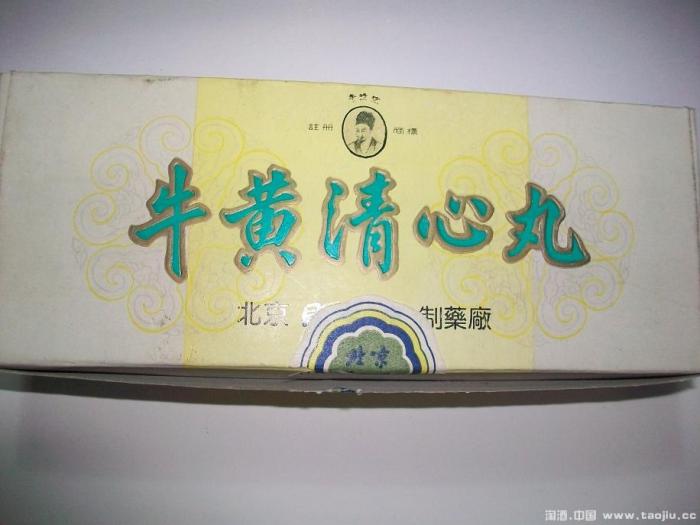 註册 商標
牛黄清心丸
北京 制藥廠
北京
淘酒.中国 www.taojiu.cc